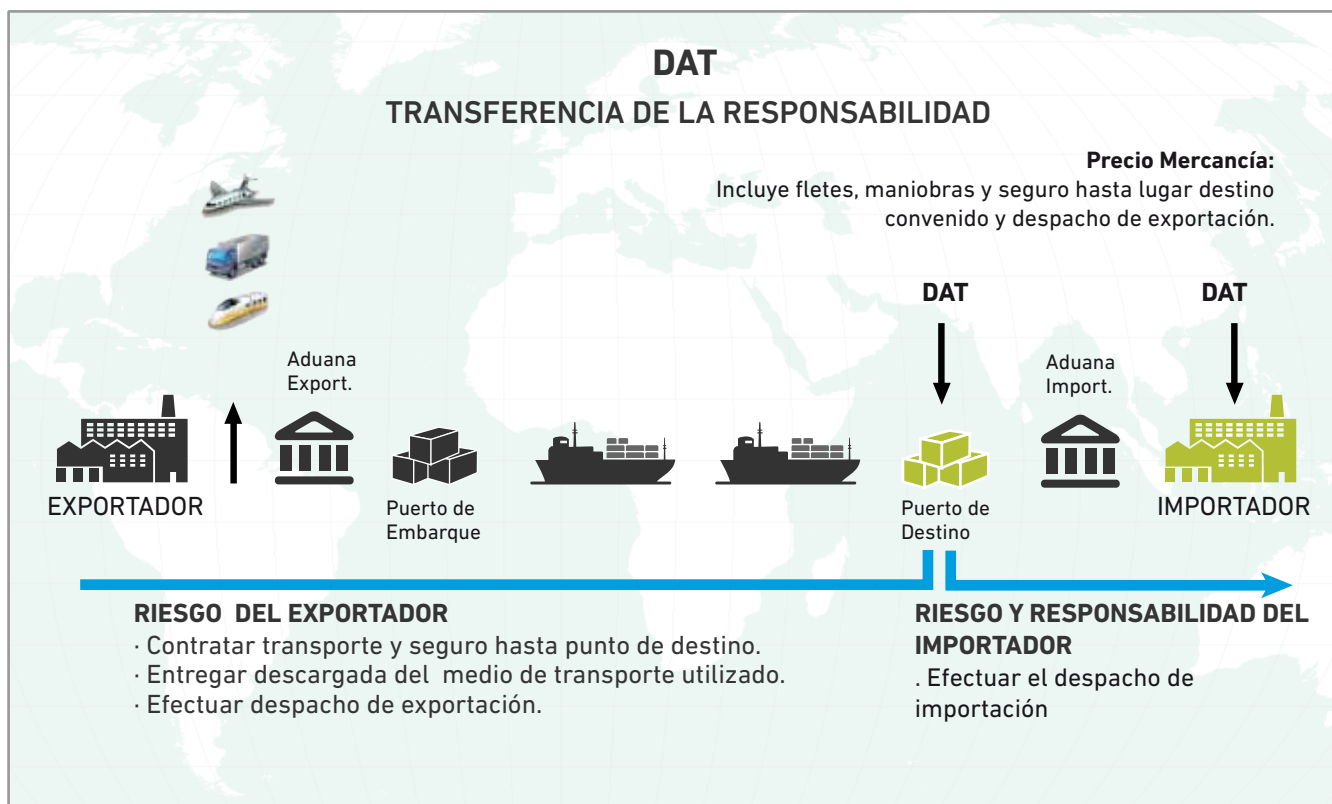 DAT
TRANSFERENCIA DE LA RESPONSABILIDAD
Precio Mercancía:
Incluye fletes, maniobras y seguro hasta lugar destino
convenido y despacho de exportación.
DAT
DAT
Aduana
Export.
Aduana
Import.
EXPORTADOR
Puerto de
Embarque
Puerto de
Destino
IMPORTADOR
RIESGO DEL EXPORTADOR
· Contratar transporte y seguro hasta punto de destino.
· Entregar descargada del medio de transporte utilizado.
· Efectuar despacho de exportación.
RIESGO Y RESPONSABILIDAD DEL
IMPORTADOR
. Efectuar el despacho de
importación